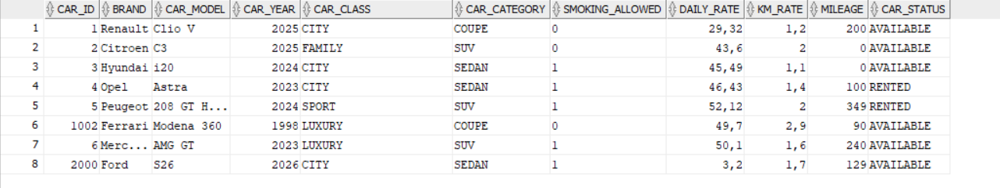 CAR_ID BRAND CAR_MODEL CAR_YEAR CAR_CLASS CAR_CATEGORY SMOKING_ALLOWED DAILY_RATE KM_RATE MILEAGE CAR_STATUS
1 1 Renault Clio V 2025 CITY COUPE 0 29,32 1,2 200 AVAILABLE
2 2 Citroen C3 2025 FAMILY SUV 0 43,6 2 0 AVAILABLE
3 3 Hyundai i20 2024 CITY SEDAN 1 45,49 1,1 0 AVAILABLE
4 4 Opel Astra 2023 CITY SEDAN 1 46,43 1,4 100 RENTED
5 5 Peugeot 208 GT H... 2024 SPORT SUV 1 52,12 2 349 RENTED
6 1002 Ferrari Modena 360 1998 LUXURY COUPE 0 49,7 2,9 90 AVAILABLE
7 6 Merc... AMG GT 2023 LUXURY SUV 1 50,1 1,6 240 AVAILABLE
8 2000 Ford S26 2026 CITY SEDAN 1 3,2 1,7 129 AVAILABLE